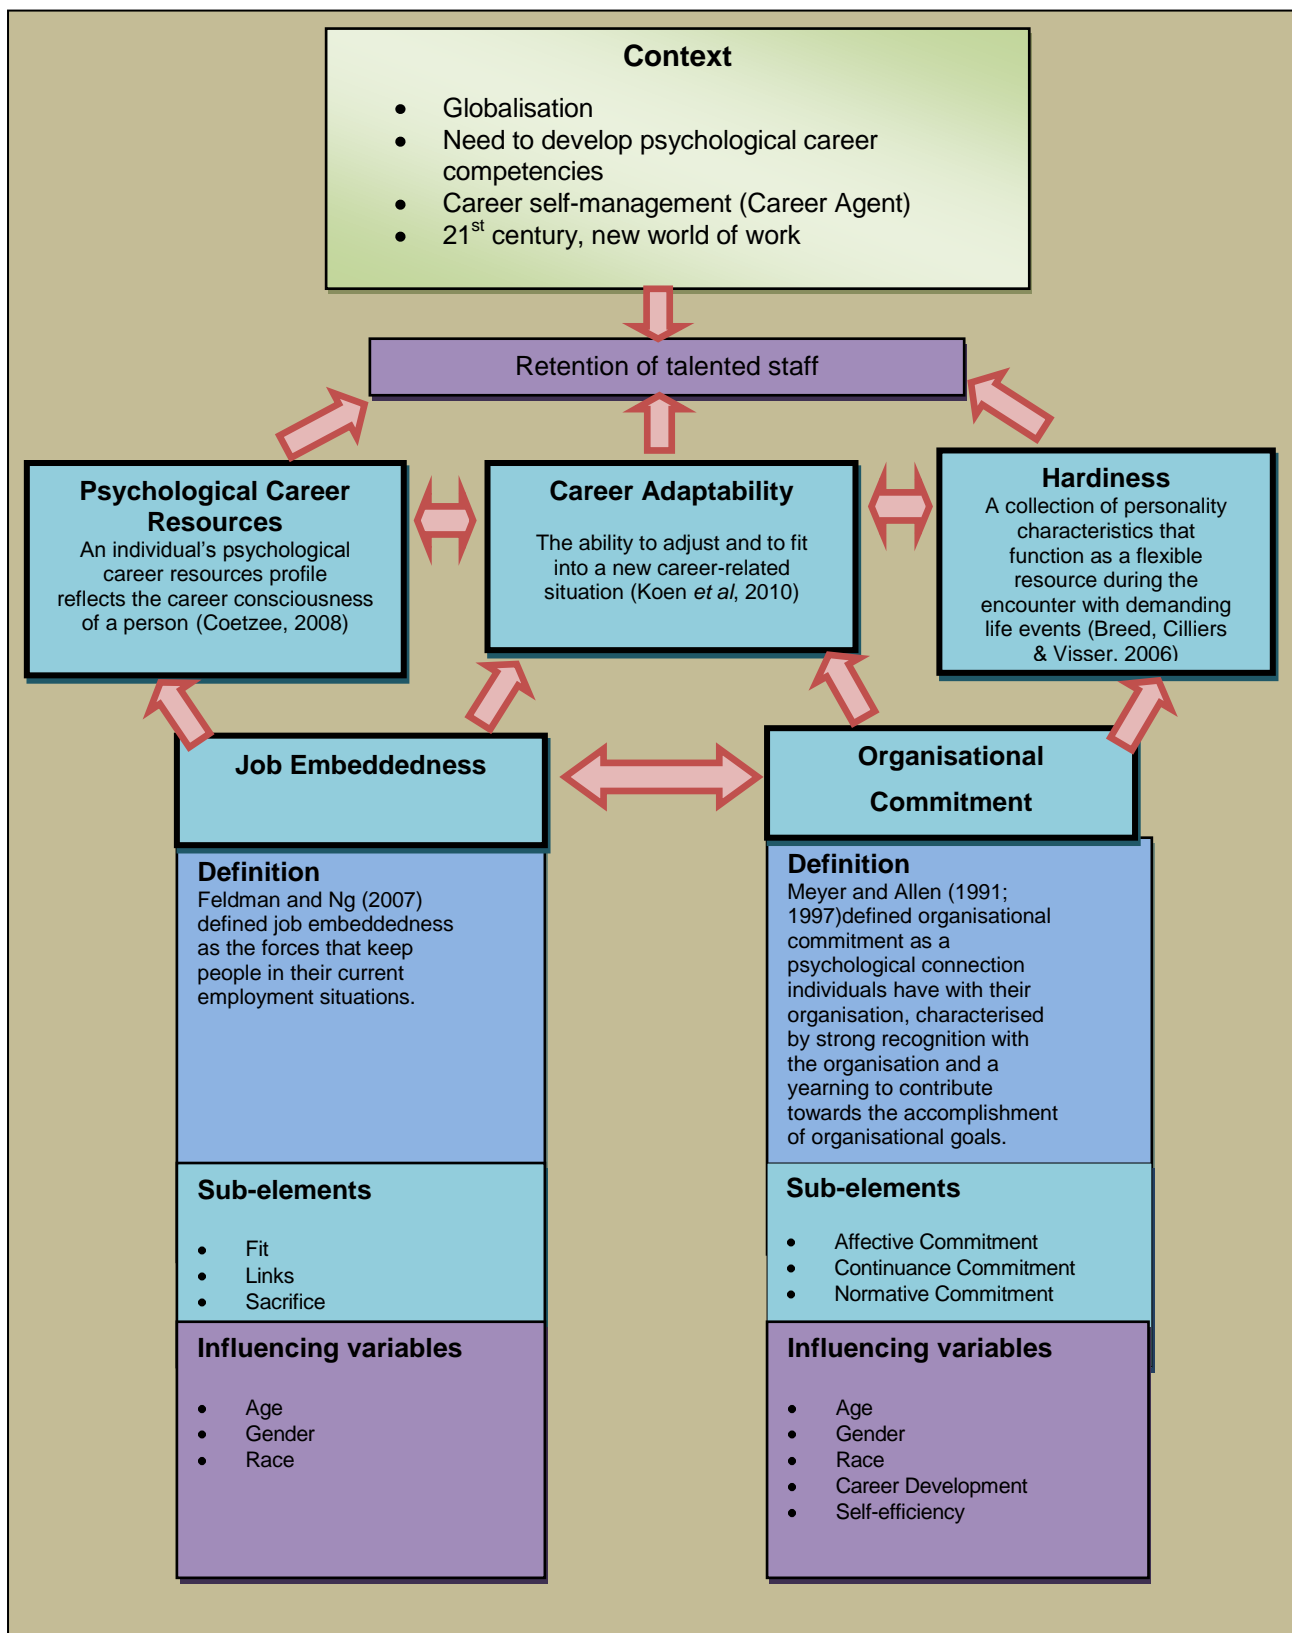 Context
• Globalisation
• Need to develop psychological career
competencies
• Career self-management (Career Agent)
• 21st century, new world of work
Retention of talented staff
Psychological Career
Resources
An individual’s psychological
career resources profile
reflects the career consciousness
of a person (Coetzee, 2008)
Career Adaptability
The ability to adjust and to fit
into a new career-related
situation (Koen et al, 2010)
Hardiness
A collection of personality
characteristics that
function as a flexible
resource during the
encounter with demanding
life events (Breed, Cilliers
& Visser, 2006)
Job Embeddedness
Definition
Feldman and Ng (2007)
defined job embeddedness
as the forces that keep
people in their current
employment situations.
Sub-elements
• Fit
• Links
• Sacrifice
Influencing variables
• Age
• Gender
• Race
Organisational
Commitment
Definition
Meyer and Allen (1991;
1997)defined organisational
commitment as a
psychological connection
individuals have with their
organisation, characterised
by strong recognition with
the organisation and a
yearning to contribute
towards the accomplishment
of organisational goals.
Sub-elements
• Affective Commitment
• Continuance Commitment
• Normative Commitment
Influencing variables
• Age
• Gender
• Race
• Career Development
• Self-efficiency